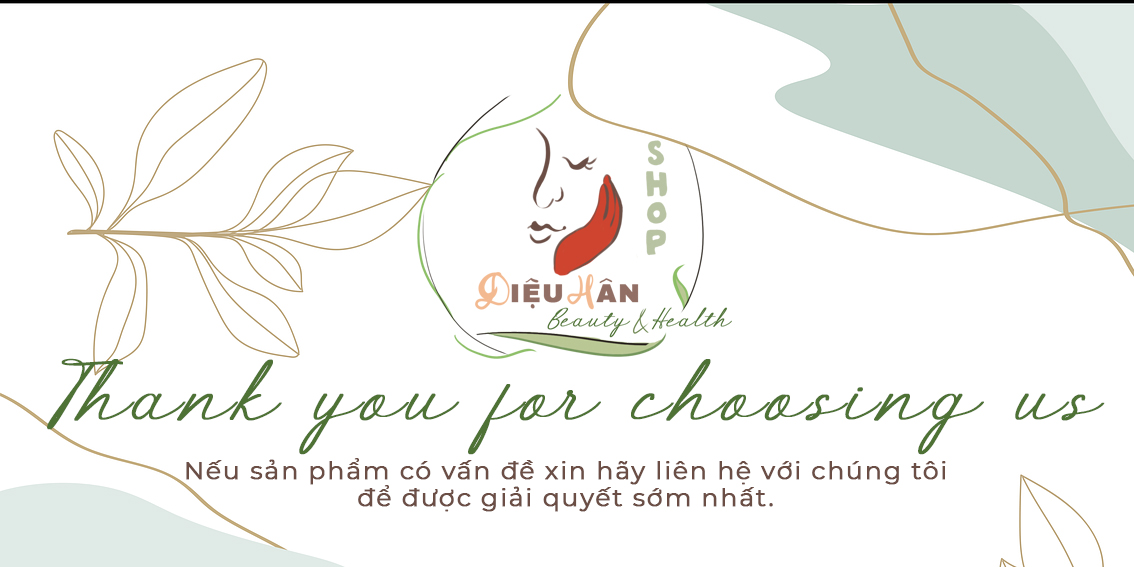 SHOP
DIỆU HÂN
Beauty & Health
Thank you for choosing us
Nếu sản phẩm có vấn đề xin hãy liên hệ với chúng tôi
để được giải quyết sớm nhất.